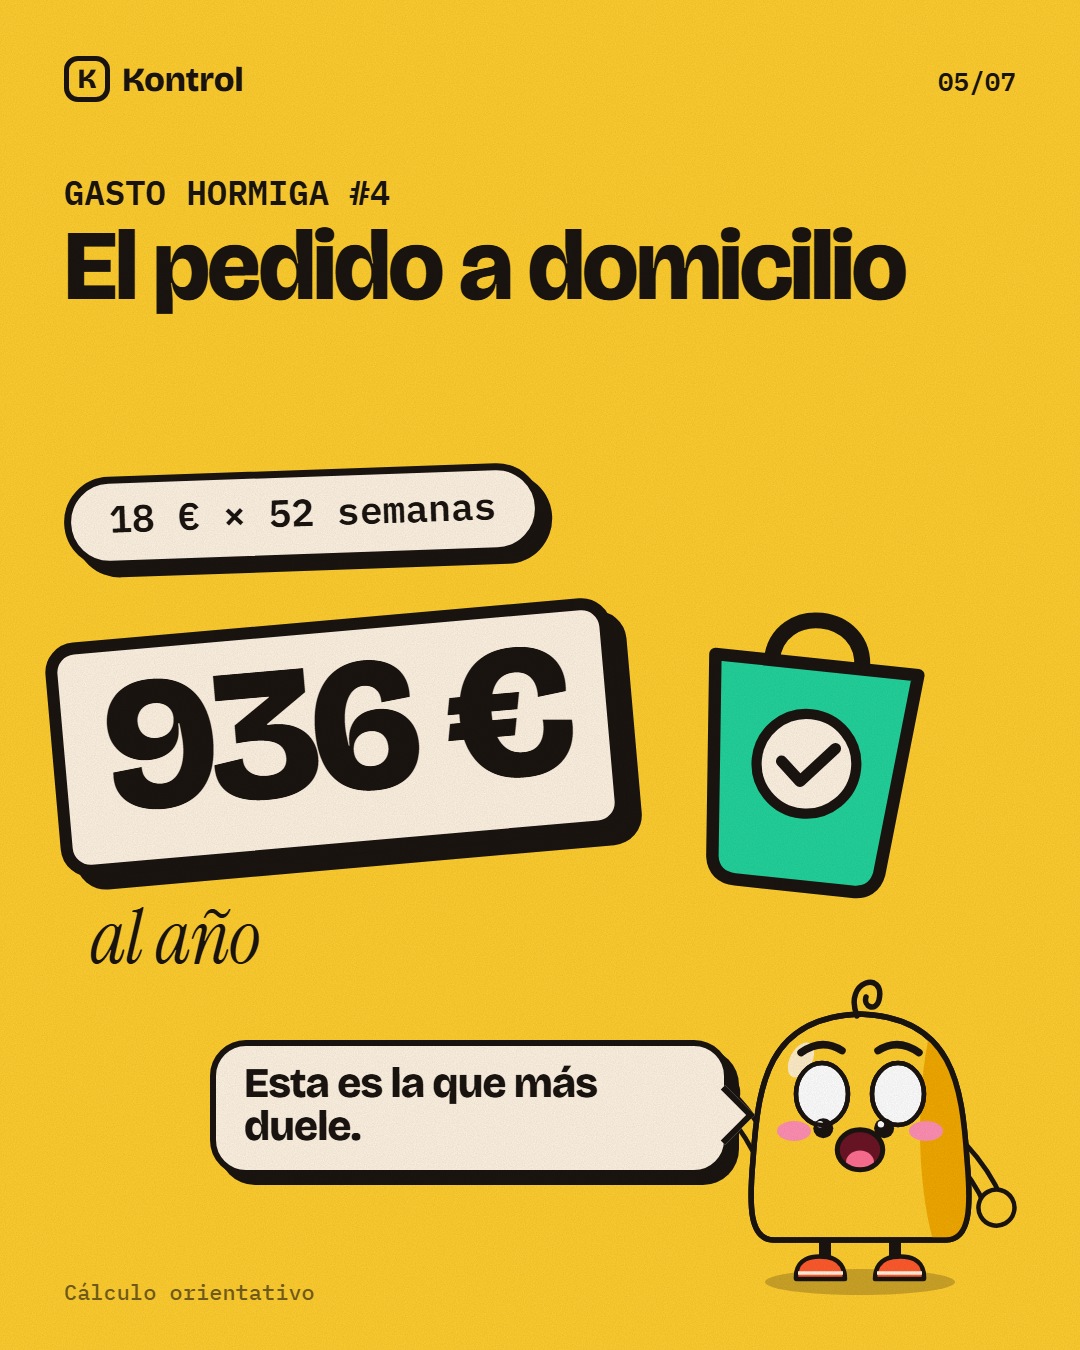 K Kontrol
05/07
GASTO HORMIGA #4
El pedido a domicilio
18 € × 52 semanas
936 €
al año
Esta es la que más
duele.
Cálculo orientativo